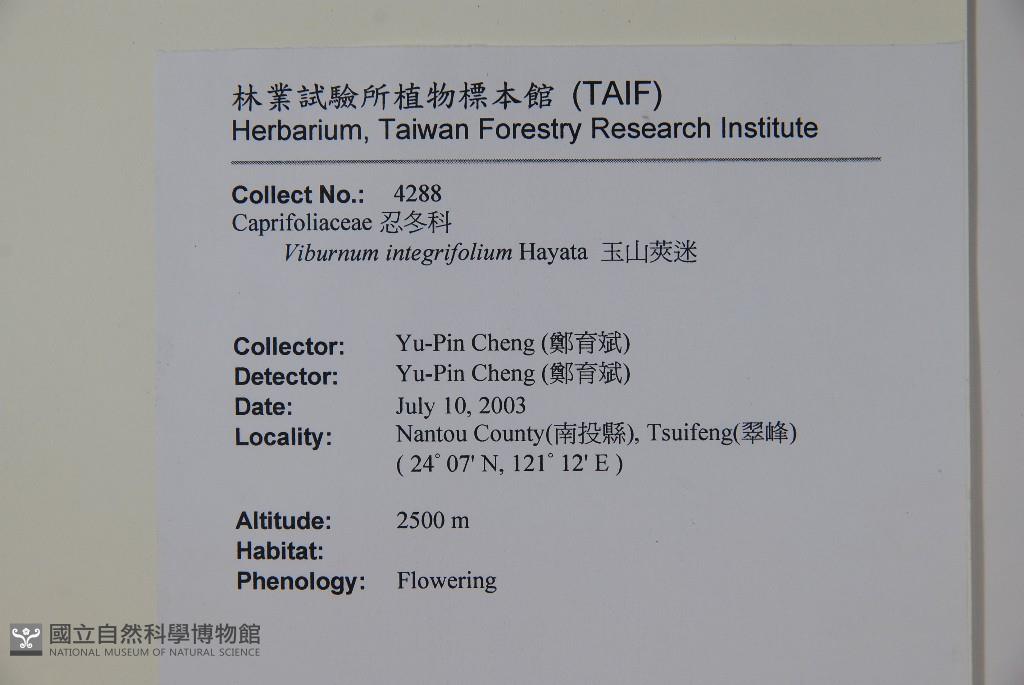 林業試驗所植物標本館 (TAIF)
Herbarium, Taiwan Forestry Research Institute
Collect No.: 4288
Caprifoliaceae 忍冬科
Viburnum integrifolium Hayata 玉山莢迷
Collector: Yu-Pin Cheng (鄭育斌)
Detector: Yu-Pin Cheng (鄭育斌)
Date: July 10, 2003
Locality: Nantou County(南投縣), Tsuifeng(翠峰)
( 24° 07' N, 121° 12' E )
Altitude: 2500 m
Habitat:
Phenology: Flowering
國立自然科學博物館
NATIONAL MUSEUM OF NATURAL SCIENCE